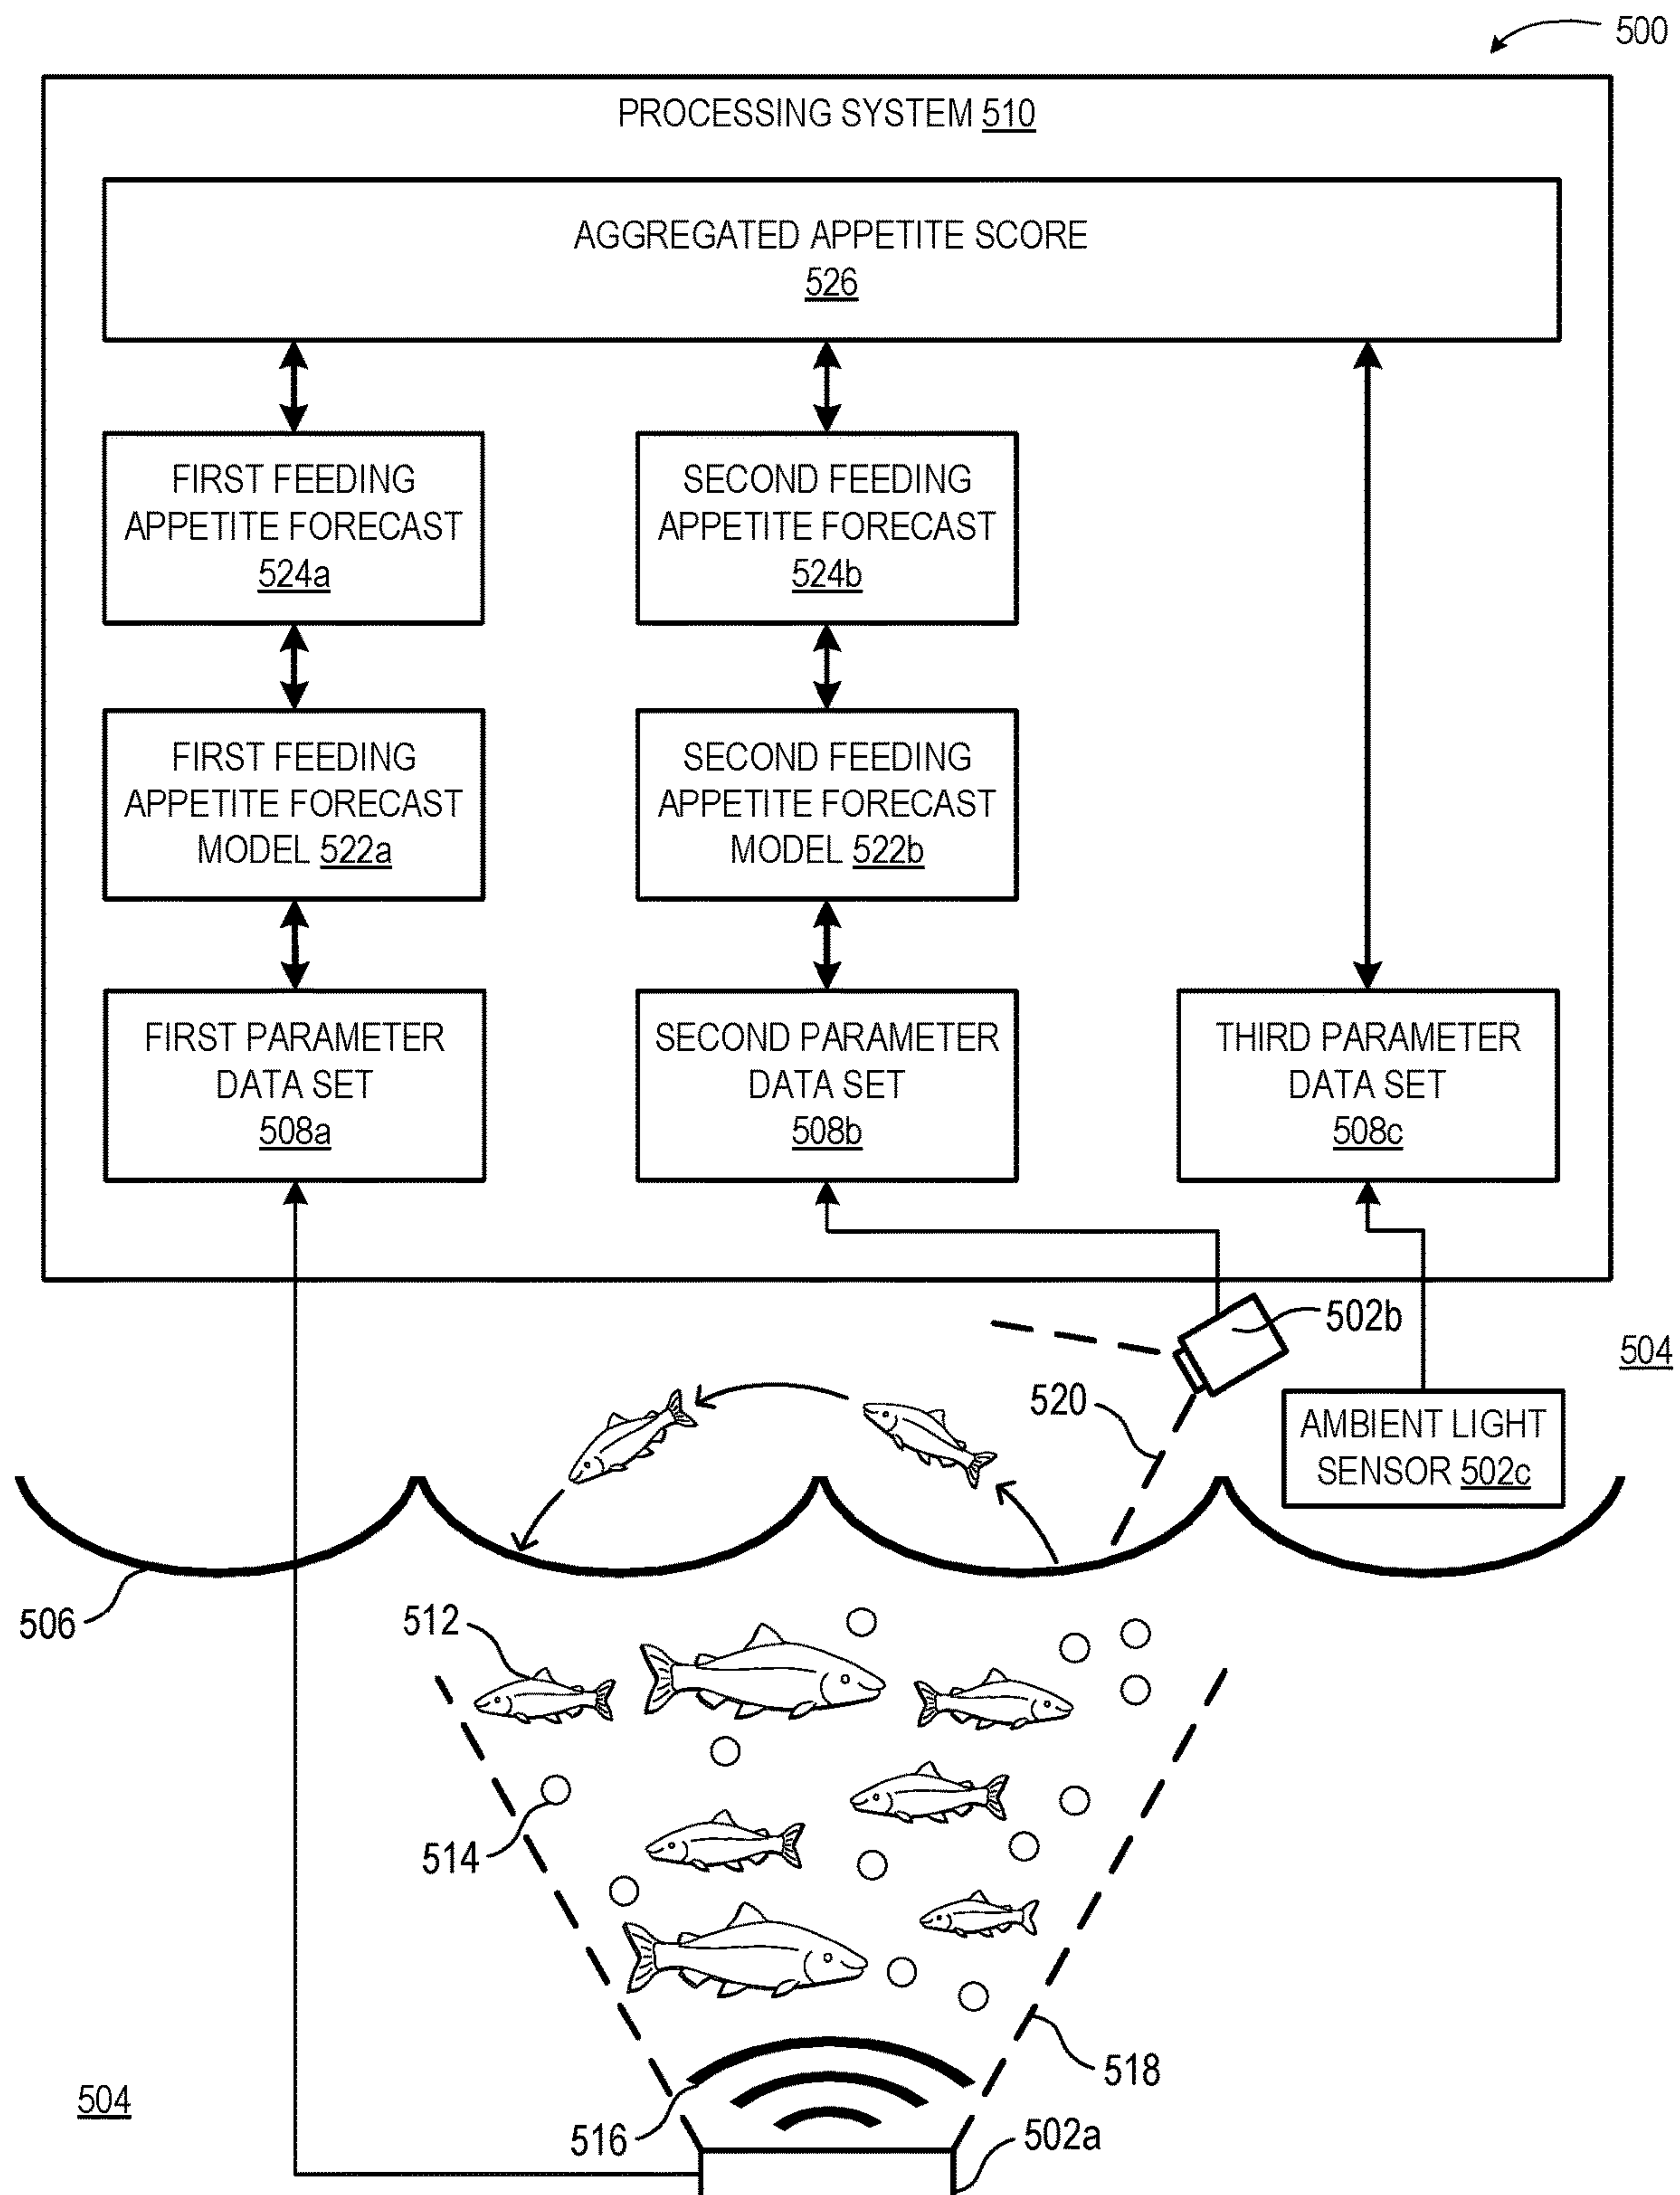 500
PROCESSING SYSTEM 510
AGGREGATED APPETITE SCORE
526
FIRST FEEDING
APPETITE FORECAST
524a
SECOND FEEDING
APPETITE FORECAST
524b
FIRST FEEDING
APPETITE FORECAST
MODEL 522a
SECOND FEEDING
APPETITE FORECAST
MODEL 522b
FIRST PARAMETER
DATA SET
508a
SECOND PARAMETER
DATA SET
508b
THIRD PARAMETER
DATA SET
508c
502b
504
520
AMBIENT LIGHT
SENSOR 502c
506
512
514
518
504
516
502a